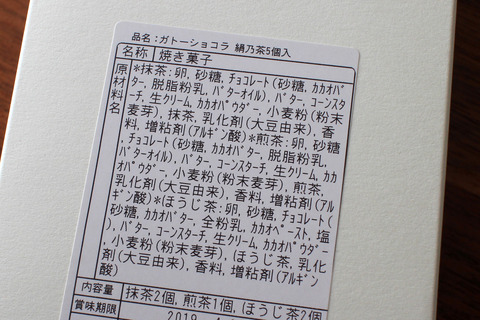 品名：ガトーショコラ 絹乃茶5個入
名称 焼き菓子
原材料名
*抹茶：卵, 砂糖, チョコレート(砂糖, カカオバ
ター, 脱脂粉乳, バターオイル), バター, コーンスタ
ーチ, 生クリーム, カカオパウダー, 小麦粉(粉末
麦芽), 抹茶, 乳化剤(大豆由来), 香
料, 増粘剤(アルギン酸)*煎茶：卵, 砂糖
, チョコレート(砂糖, カカオバター, 脱脂粉乳,
バターオイル), バター, コーンスターチ, 生クリーム, カカ
オパウダー, 小麦粉(粉末麦芽), 煎茶,
乳化剤(大豆由来), 香料, 増粘剤(アル
ギン酸)*ほうじ茶：卵, 砂糖, チョコレート(
砂糖, カカオバター, 全粉乳, カカオペースト, 塩
), バター, コーンスターチ, 生クリーム, カカオパウダー
, 小麦粉(粉末麦芽), ほうじ茶, 乳化
剤(大豆由来), 香料, 増粘剤(アルギン
酸)
内容量 抹茶2個, 煎茶1個, ほうじ茶2個
賞味期限 2019